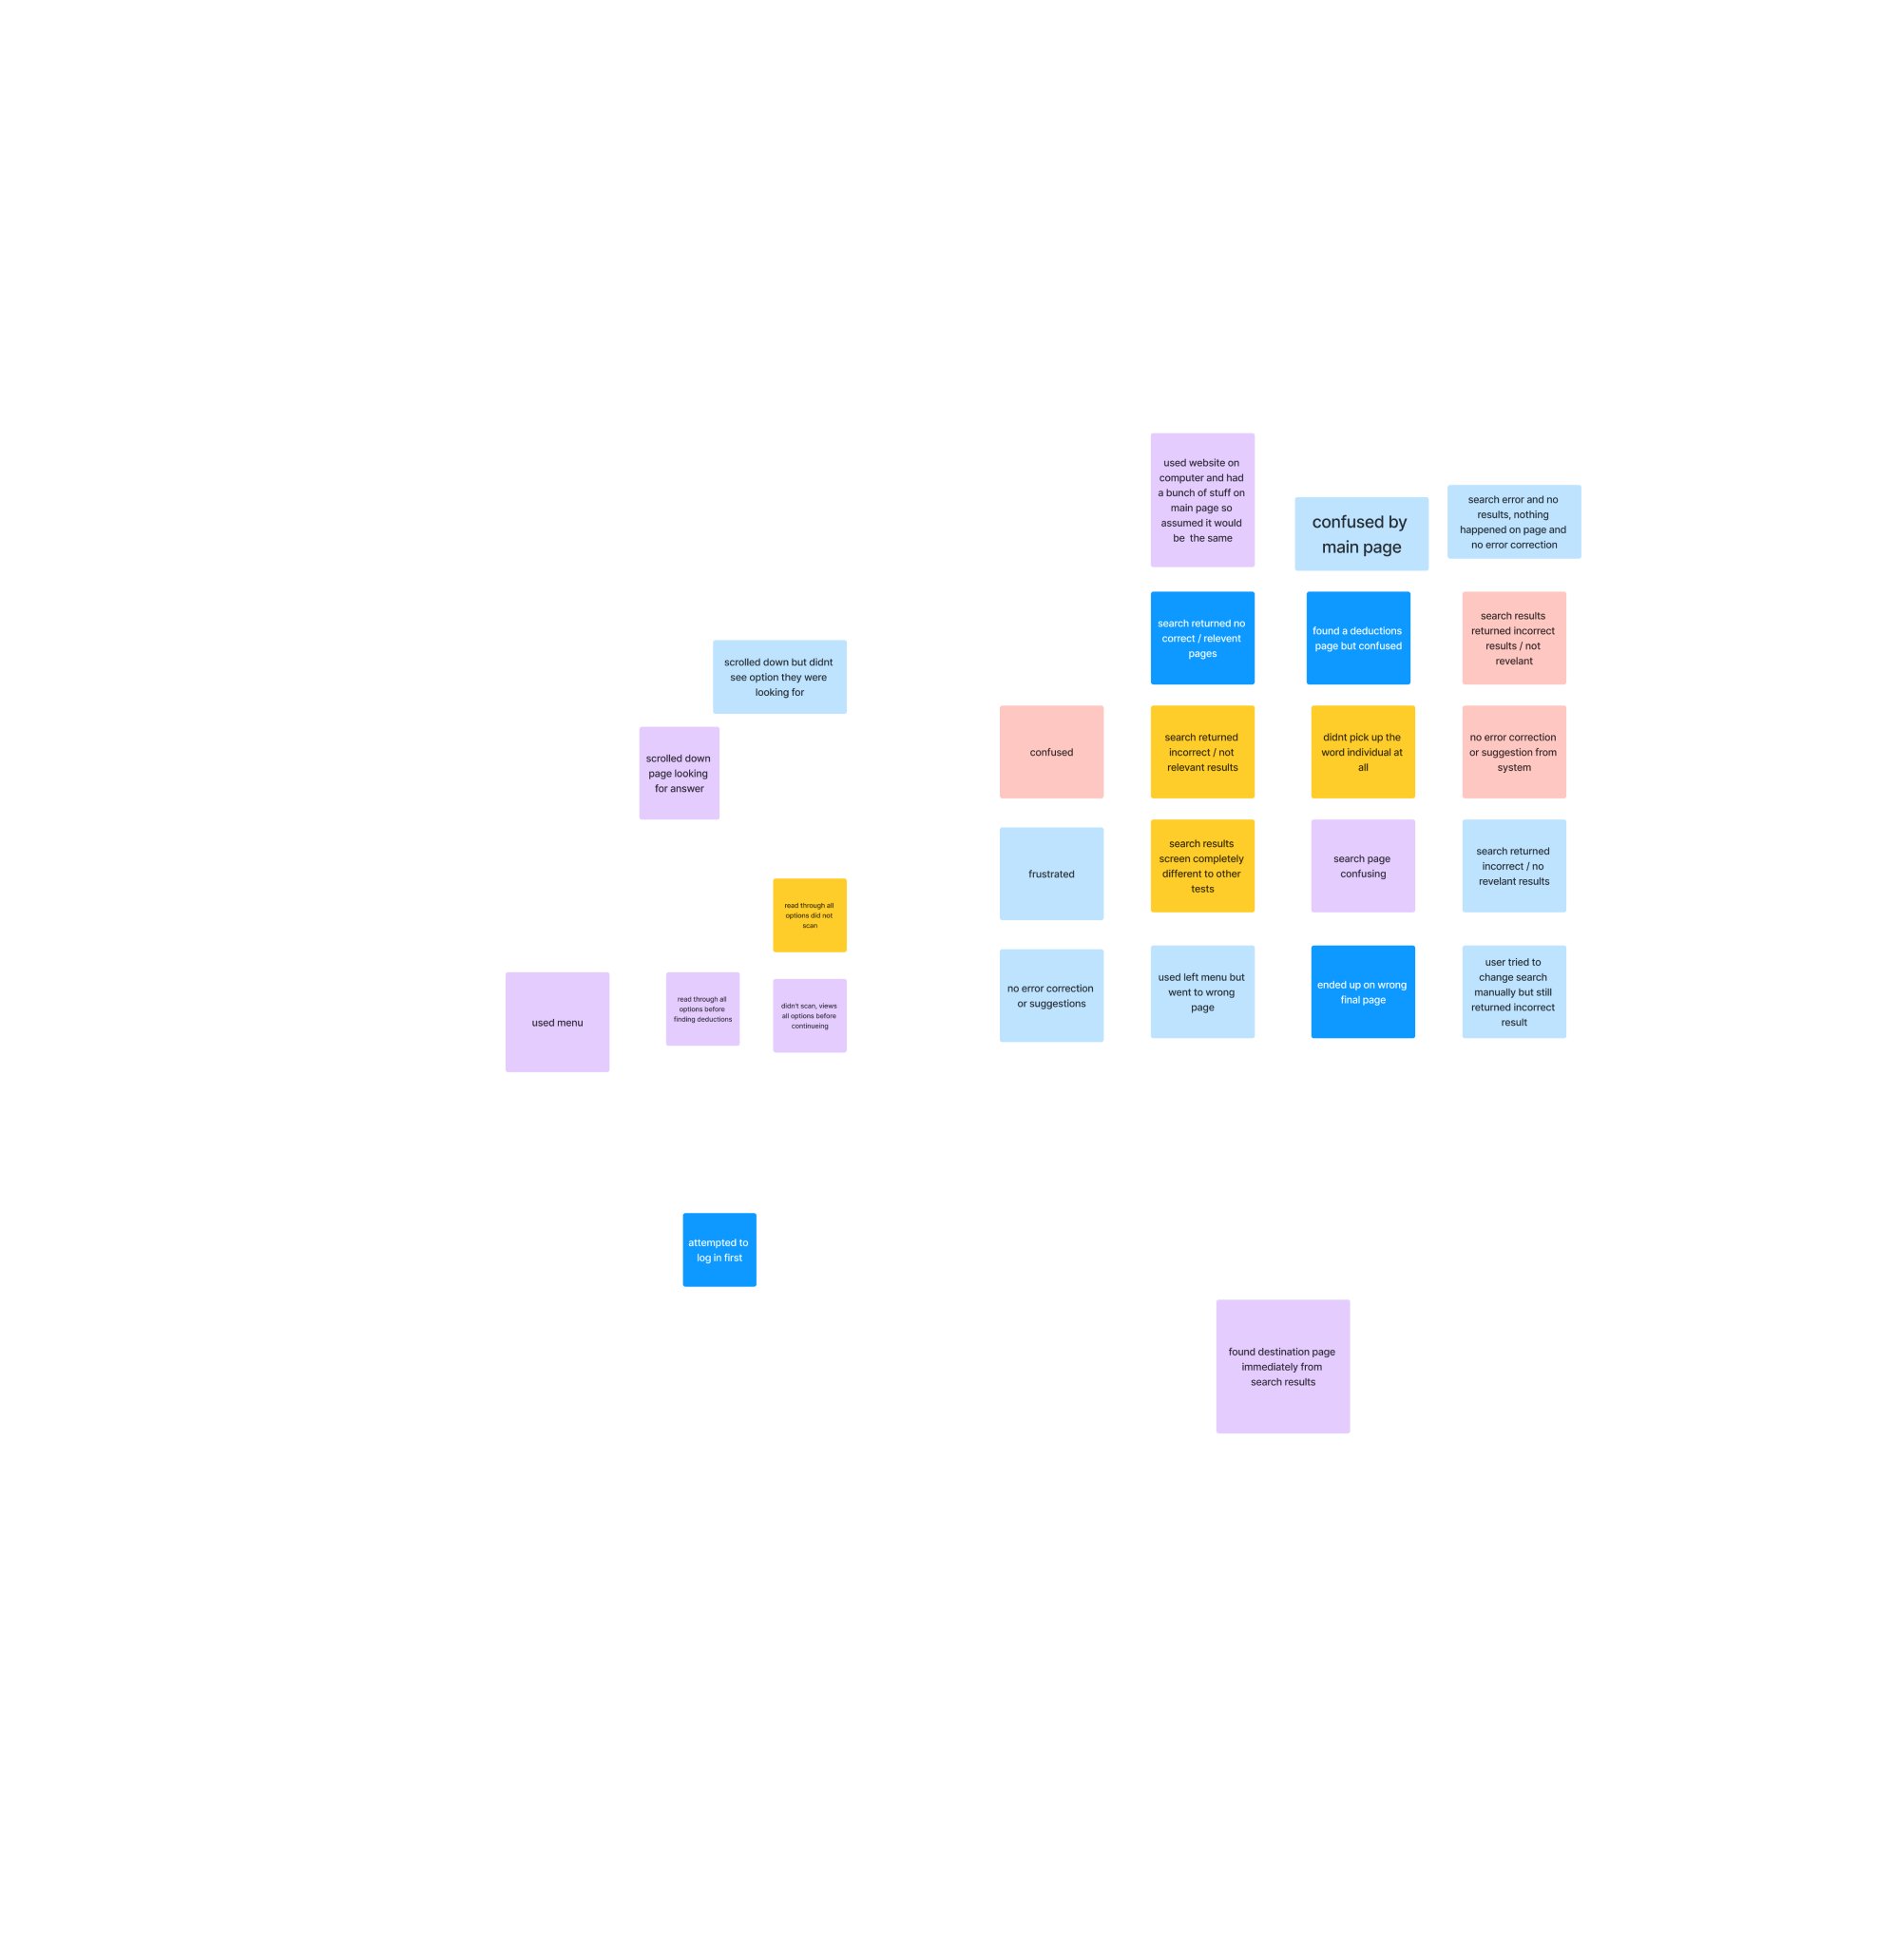 used website on
computer and had
a bunch of stuff on
main page so
assumed it would
be  the same
confused by
main page
search error and no
results, nothing
happened on page and
no error correction
search returned no
correct / relevent
pages
found a deductions
page but confused
search results
returned incorrect
results / not
revelant
scrolled down but didnt
see option they were
looking for
scrolled down
page looking
for answer
confused
search returned
incorrect / not
relevant results
didnt pick up the
word individual at
all
no error correction
or suggestion from
system
frustrated
search results
screen completely
different to other
tests
search page
confusing
search returned
incorrect / no
revelant results
read through all
options did not
scan
used menu
read through all
options before
finding deductions
didn't scan, views
all options before
continueing
no error correction
or suggestions
used left menu but
went to wrong
page
ended up on wrong
final page
user tried to
change search
manually but still
returned incorrect
result
attempted to
log in first
found destination page
immediately from
search results